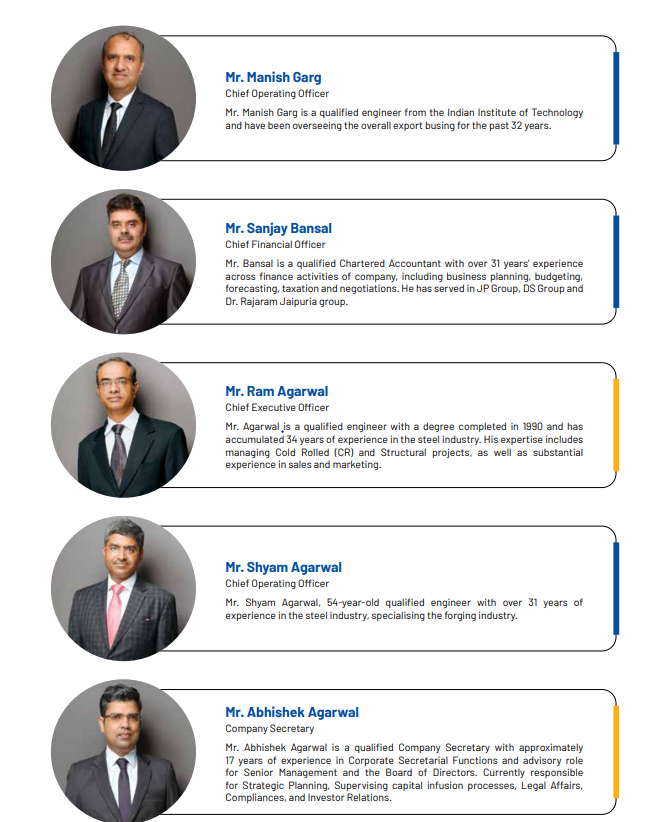 Mr. Manish Garg
Chief Operating Officer
Mr. Manish Garg is a qualified engineer from the Indian Institute of Technology
and have been overseeing the overall export busing for the past 32 years.
Mr. Sanjay Bansal
Chief Financial Officer
Mr. Bansal is a qualified Chartered Accountant with over 31 years' experience
across finance activities of company, including business planning, budgeting,
forecasting, taxation and negotiations. He has served in JP Group, DS Group and
Dr. Rajaram Jaipuria group.
Mr. Ram Agarwal
Chief Executive Officer
Mr. Agarwal is a qualified engineer with a degree completed in 1990 and has
accumulated 34 years of experience in the steel industry. His expertise includes
managing Cold Rolled (CR) and Structural projects, as well as substantial
experience in sales and marketing.
Mr. Shyam Agarwal
Chief Operating Officer
Mr. Shyam Agarwal, 54-year-old qualified engineer with over 31 years of
experience in the steel industry, specialising the forging industry.
Mr. Abhishek Agarwal
Company Secretary
Mr. Abhishek Agarwal is a qualified Company Secretary with approximately
17 years of experience in Corporate Secretarial Functions and advisory role
for Senior Management and the Board of Directors. Currently responsible
for Strategic Planning, Supervising capital infusion processes, Legal Affairs,
Compliances, and Investor Relations.